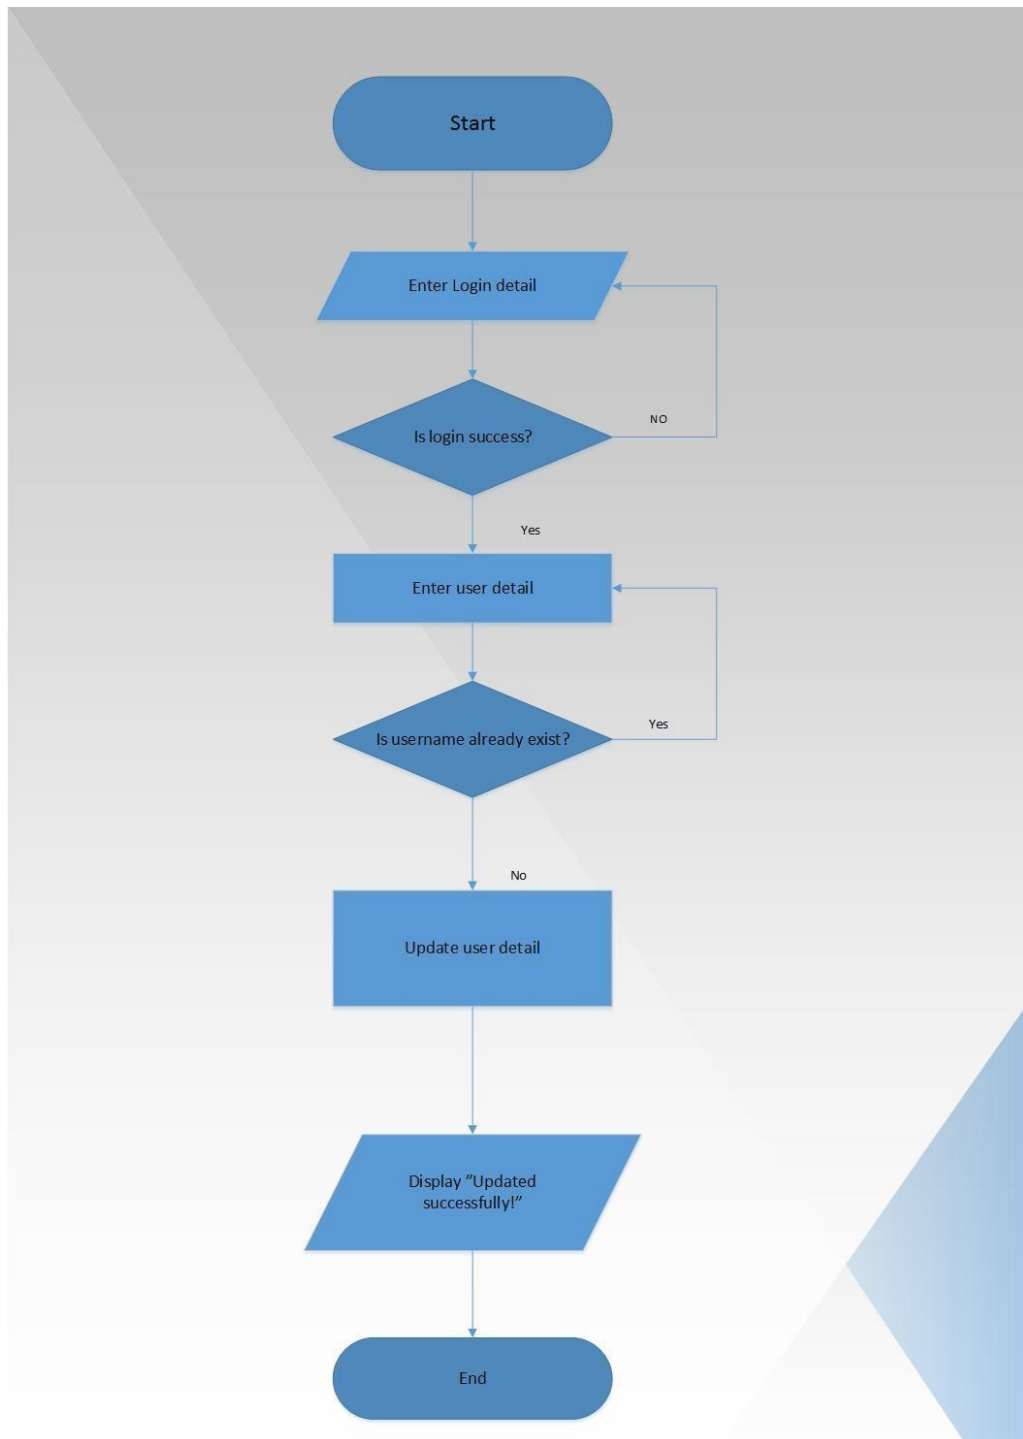 Start
Enter Login detail
Is login success?
NO
Yes
Enter user detail
Is username already exist?
Yes
No
Update user detail
Display ”Updated
successfully!”
End